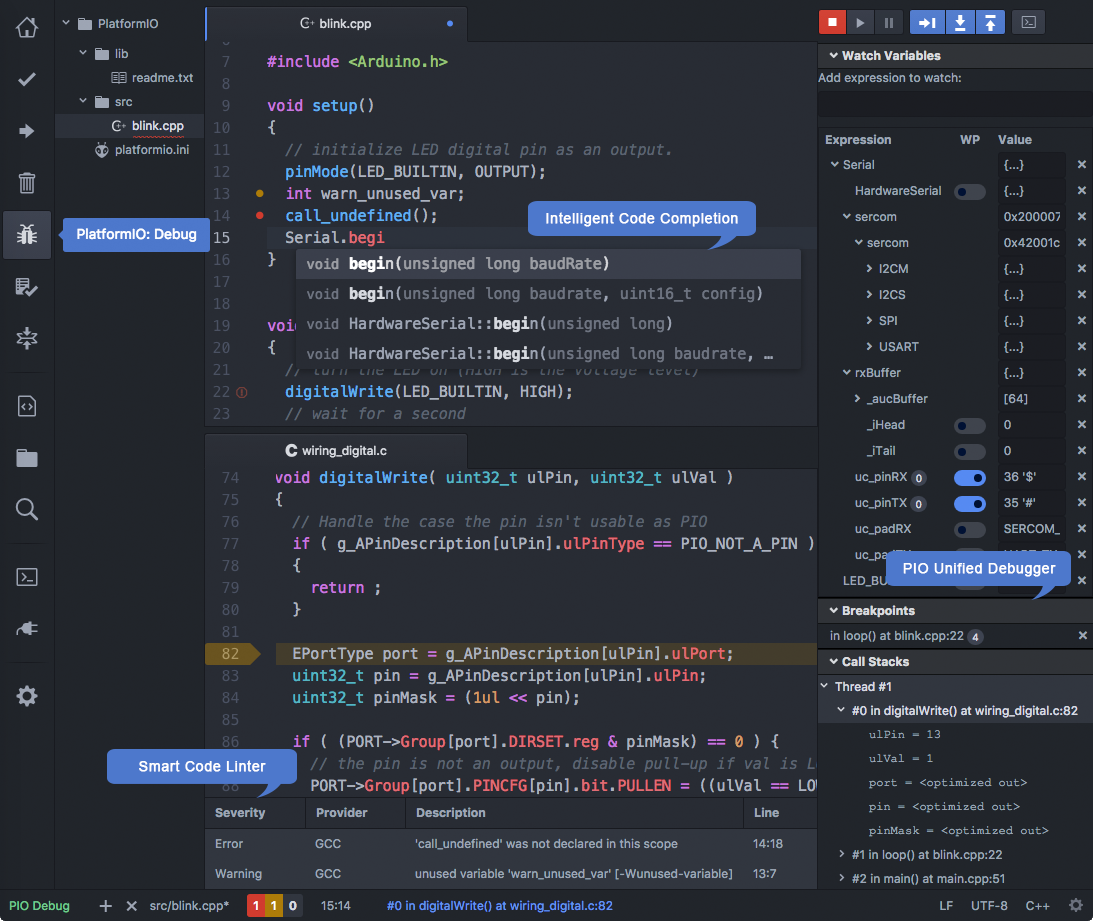 PlatformIO
lib
readme.txt
src
blink.cpp
platformio.ini
PlatformIO: Debug
blink.cpp
7 #include <Arduino.h>
8
9 void setup()
10 {
11 // initialize LED digital pin as an output.
12 pinMode(LED_BUILTIN, OUTPUT);
13 int warn_unused_var;
14 call_undefined();
15 Serial.begi
16 }
17
18
19 voi
20 {
21 // turn the LED on (HIGH is the voltage level)
22 digitalWrite(LED_BUILTIN, HIGH);
23 // wait for a second
Intelligent Code Completion
void begin(unsigned long baudRate)
void begin(unsigned long baudrate, uint16_t config)
void HardwareSerial::begin(unsigned long)
void HardwareSerial::begin(unsigned long baudrate, …
wiring_digital.c
74 void digitalWrite( uint32_t ulPin, uint32_t ulVal )
75 {
76 // Handle the case the pin isn't usable as PIO
77 if ( g_APinDescription[ulPin].ulPinType == PIO_NOT_A_PIN )
78 {
79 return ;
80 }
81
82 EPortType port = g_APinDescription[ulPin].ulPort;
83 uint32_t pin = g_APinDescription[ulPin].ulPin;
84 uint32_t pinMask = (1ul << pin);
85
86 if ( (PORT->Group[port].DIRSET.reg & pinMask) == 0 ) {
// the pin is not an output, disable pull-up if val is L
88 PORT->Group[port].PINCFG[pin].bit.PULLEN = ((ulVal == LOW
Smart Code Linter
Severity Provider Description Line
Error GCC 'call_undefined' was not declared in this scope 14:18
Warning GCC unused variable 'warn_unused_var' [-Wunused-variable] 13:7
Watch Variables
Add expression to watch:
Expression WP Value
Serial {...}
HardwareSerial {...}
sercom 0x200007
sercom 0x42001c
I2CM {...}
I2CS {...}
SPI {...}
USART {...}
rxBuffer {...}
_aucBuffer [64]
_iHead 0
_iTail 0
uc_pinRX 0 36 '$'
uc_pinTX 0 35 '#'
uc_padRX SERCOM_
uc_pa
LED_BU
PIO Unified Debugger
Breakpoints
in loop() at blink.cpp:22 4
Call Stacks
Thread #1
#0 in digitalWrite() at wiring_digital.c:82
ulPin = 13
ulVal = 1
port = <optimized out>
pin = <optimized out>
pinMask = <optimized out>
#1 in loop() at blink.cpp:22
#2 in main() at main.cpp:51
PIO Debug src/blink.cpp* 1 1 0 15:14 #0 in digitalWrite() at wiring_digital.c:82 LF UTF-8 C++